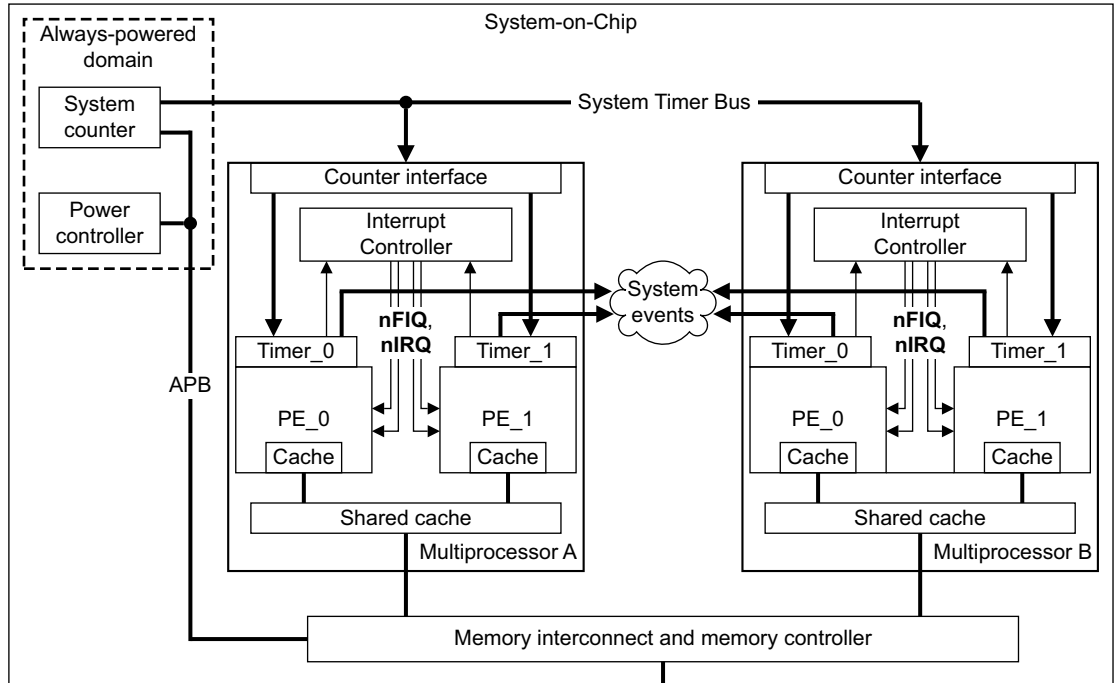 System-on-Chip
Always-powered
domain
System
counter
System Timer Bus
Power
controller
Counter interface
Counter interface
Interrupt
Controller
Interrupt
Controller
System
events
nFIQ,
nIRQ
nFIQ,
nIRQ
Timer_0
Timer_1
Timer_0
Timer_1
APB
PE_0
PE_1
PE_0
PE_1
Cache
Cache
Cache
Cache
Shared cache
Shared cache
Multiprocessor A
Multiprocessor B
Memory interconnect and memory controller